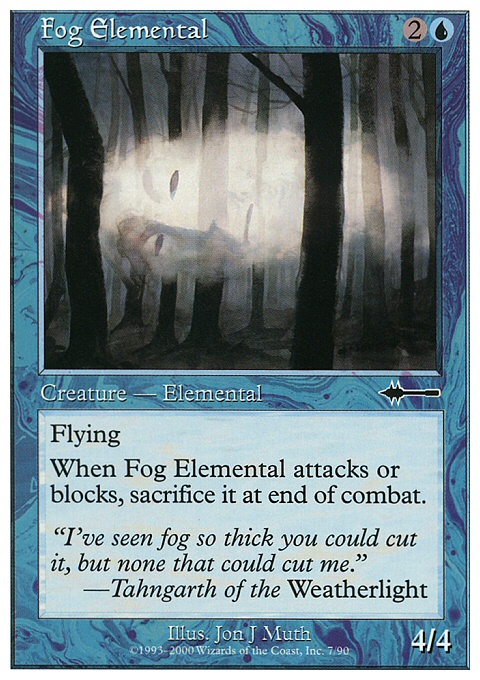 Fog Elemental 2
Creature — Elemental
Flying
When Fog Elemental attacks or
blocks, sacrifice it at end of combat.
“I've seen fog so thick you could cut
it, but none that could cut me.”
—Tahngarth of the Weatherlight
Illus. Jon J Muth
©1993–2000 Wizards of the Coast, Inc. 7/90
4/4